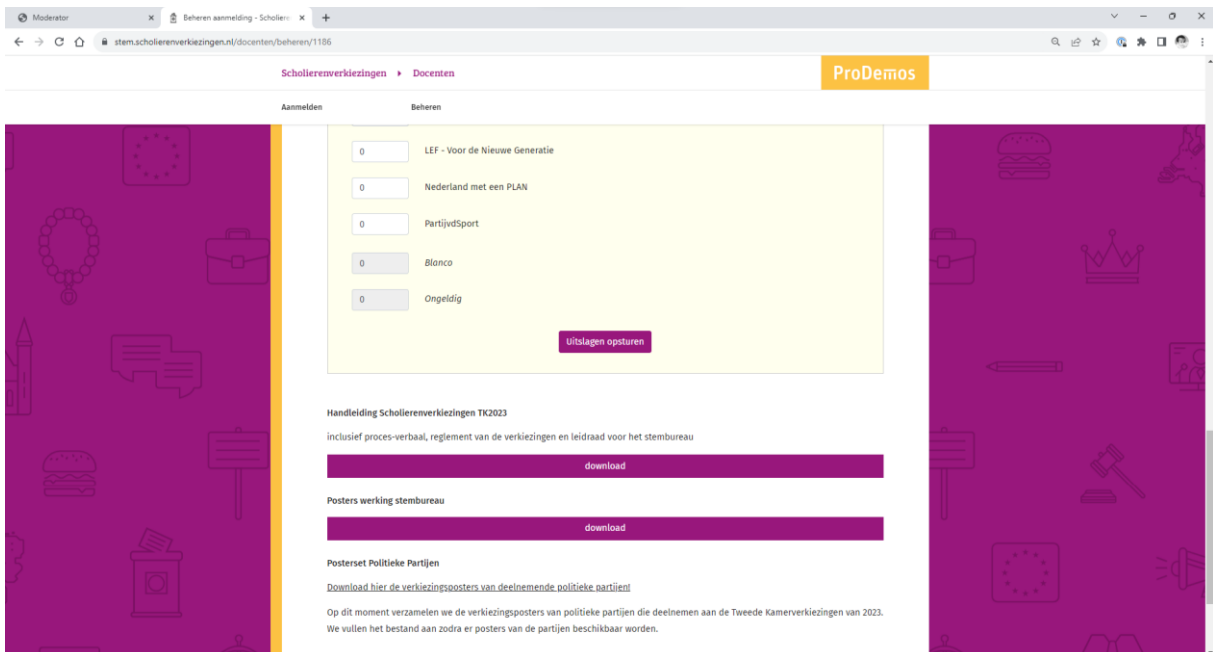 Moderator
Beheren aanmelding - Scholiere
stem.scholierenverkiezingen.nl/docenten/beheren/1186
Scholierenverkiezingen Docenten
ProDemos
Aanmelden Beheren
0 LEF - Voor de Nieuwe Generatie
0 Nederland met een PLAN
0 PartijvdSport
0 Blanco
0 Ongeldig
Uitslagen opsturen
Handleiding Scholierenverkiezingen TK2023
inclusief proces-verbaal, reglement van de verkiezingen en leidraad voor het stembureau
download
Posters werking stembureau
download
Posterset Politieke Partijen
Download hier de verkiezingsposters van deelnemende politieke partijen!
Op dit moment verzamelen we de verkiezingsposters van politieke partijen die deelnemen aan de Tweede Kamerverkiezingen van 2023.
We vullen het bestand aan zodra er posters van de partijen beschikbaar worden.